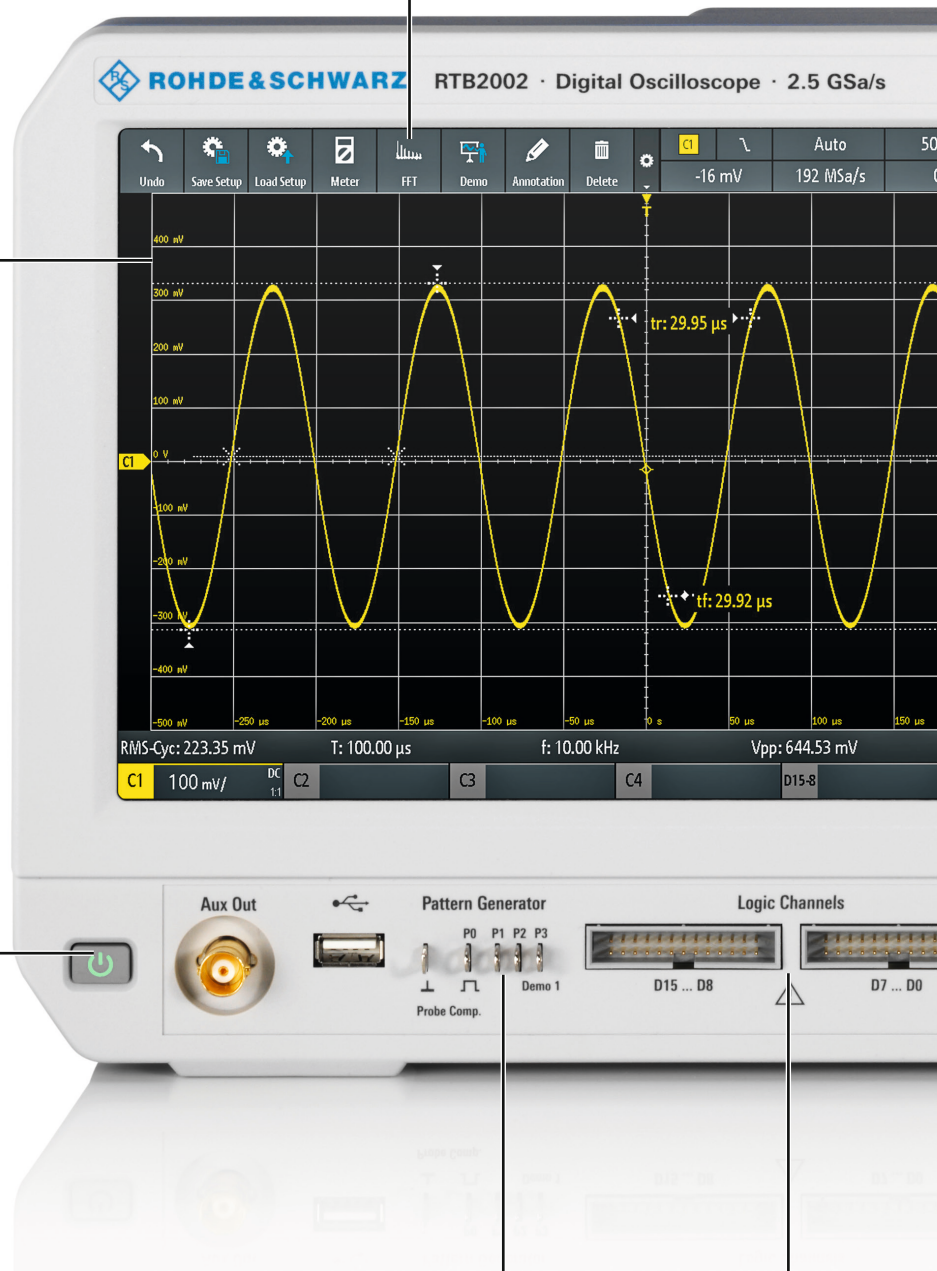 ROHDE&SCHWARZ RTB2002 · Digital Oscilloscope · 2.5 GSa/s
Undo Save Setup Load Setup Meter FFT Demo Annotation Delete
C1 Auto
-16 mV 192 MSa/s
T
400 mV
300 mV
tr: 29.95 µs
200 mV
100 mV
C1 0 V
-100 mV
-200 mV
tf: 29.92 µs
-300 mV
-400 mV
-500 mV -250 µs -200 µs -150 µs -100 µs -50 µs 0 s 50 µs 100 µs 150 µs
RMS-Cyc: 223.35 mV T: 100.00 µs f: 10.00 kHz Vpp: 644.53 mV
C1 100 mV/ DC 1:1 C2 C3 C4 D15-8
Aux Out Pattern Generator Logic Channels
P0 P1 P2 P3
Demo 1 D15 ... D8 D7 ... D0
Probe Comp.